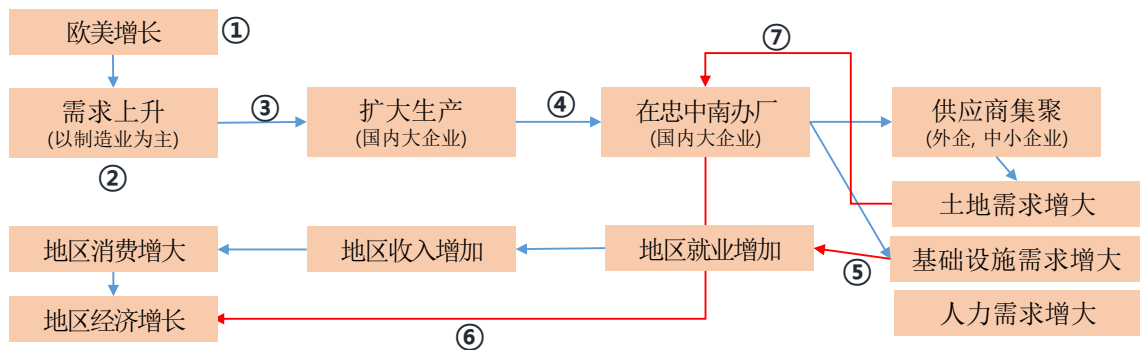 欧美增长
①
⑦
需求上升
(以制造业为主)
②
③
扩大生产
(国内大企业)
④
在忠中南办厂
(国内大企业)
供应商集聚
(外企, 中小企业)
土地需求增大
地区消费增大
地区收入增加
地区就业增加
⑤
基础设施需求增大
地区经济增长
⑥
人力需求增大